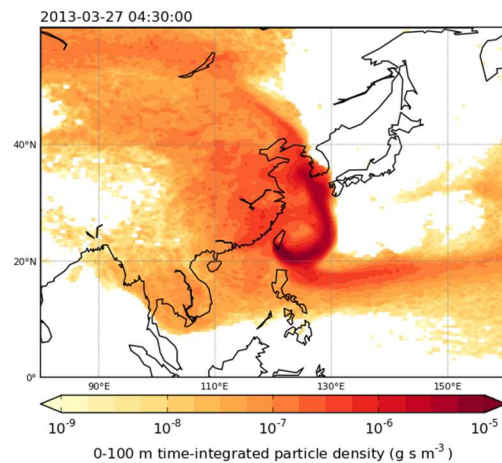 2013-03-27 04:30:00
40°N
20°N
0°
90°E 110°E 130°E 150°E
10⁻⁹ 10⁻⁸ 10⁻⁷ 10⁻⁶ 10⁻⁵
0-100 m time-integrated particle density (g s m⁻³)